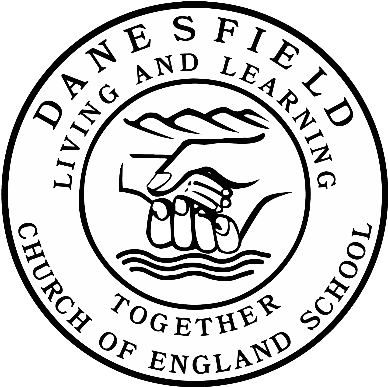 DANESFIELD
LIVING AND LEARNING
TOGETHER
CHURCH OF ENGLAND SCHOOL